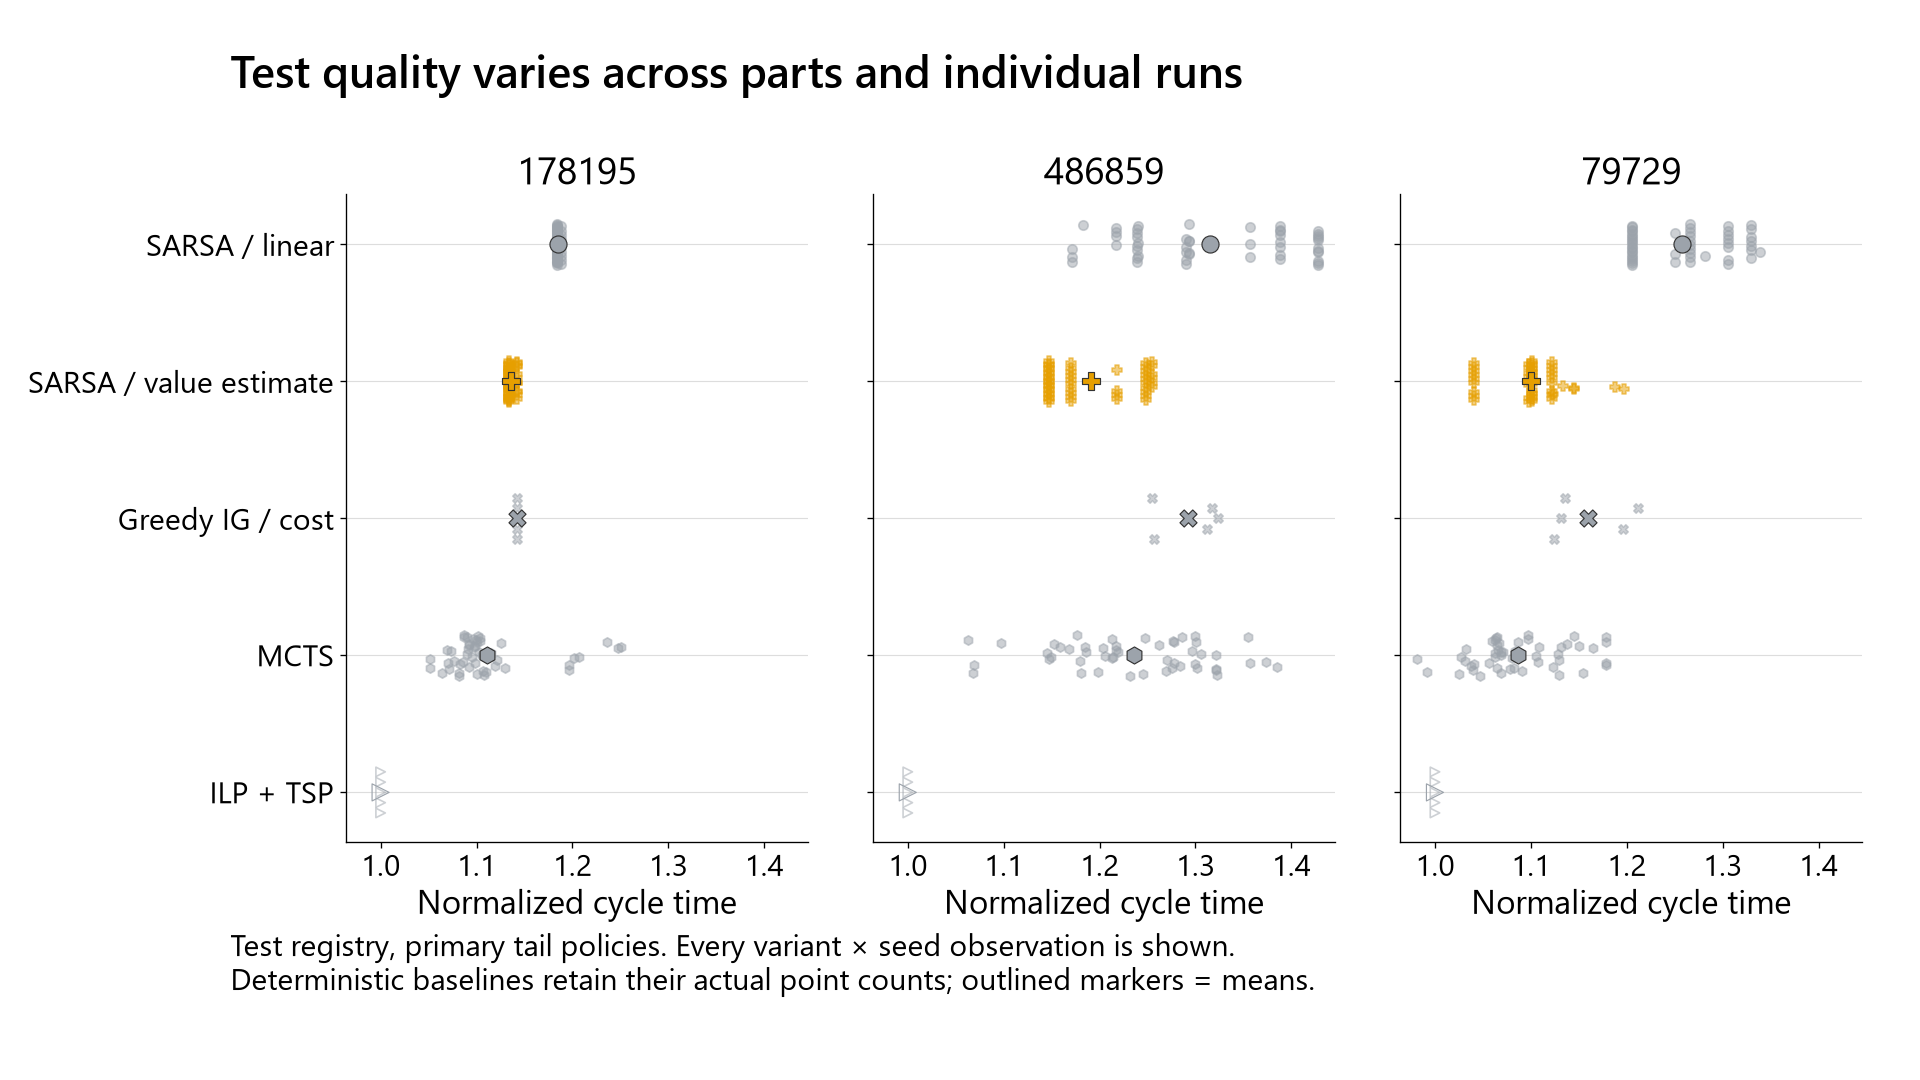 Test quality varies across parts and individual runs
178195
486859
79729
SARSA / linear
SARSA / value estimate
Greedy IG / cost
MCTS
ILP + TSP
1.0 1.1 1.2 1.3 1.4
1.0 1.1 1.2 1.3 1.4
1.0 1.1 1.2 1.3 1.4
Normalized cycle time
Normalized cycle time
Normalized cycle time
Test registry, primary tail policies. Every variant × seed observation is shown.
Deterministic baselines retain their actual point counts; outlined markers = means.